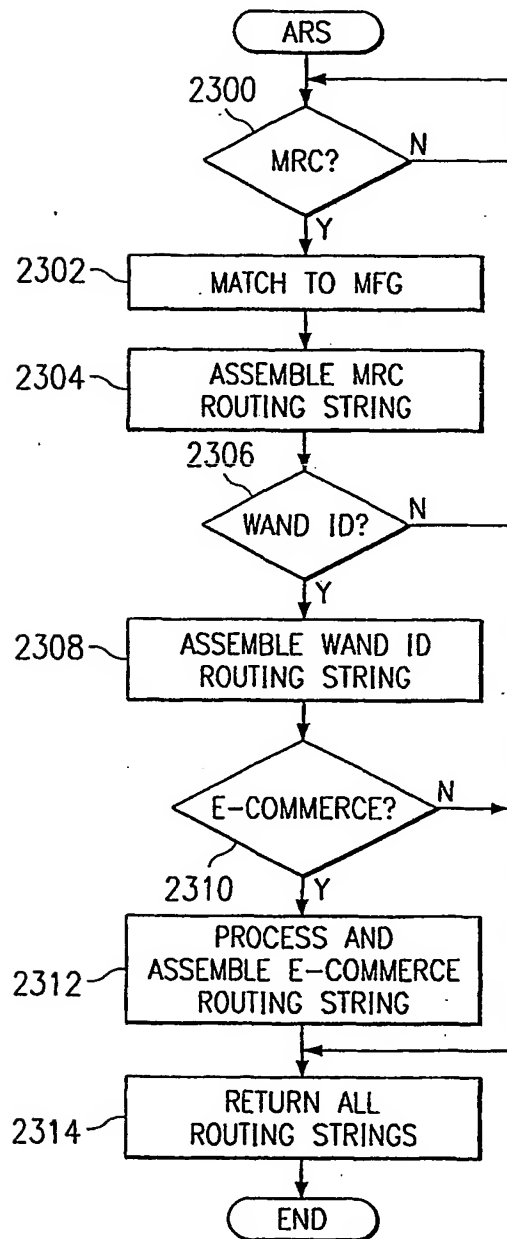 ARS
2300
MRC?
N
Y
2302
MATCH TO MFG
2304
ASSEMBLE MRC
ROUTING STRING
2306
WAND ID?
N
Y
2308
ASSEMBLE WAND ID
ROUTING STRING
E-COMMERCE?
N
2310
Y
2312
PROCESS AND
ASSEMBLE E-COMMERCE
ROUTING STRING
2314
RETURN ALL
ROUTING STRINGS
END